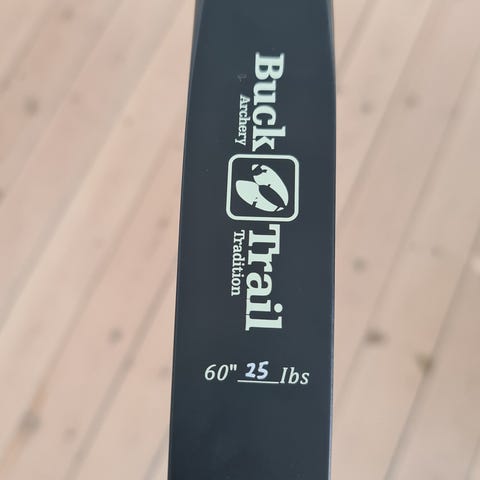 Buck Trail
Archery Tradition
60" 25 lbs